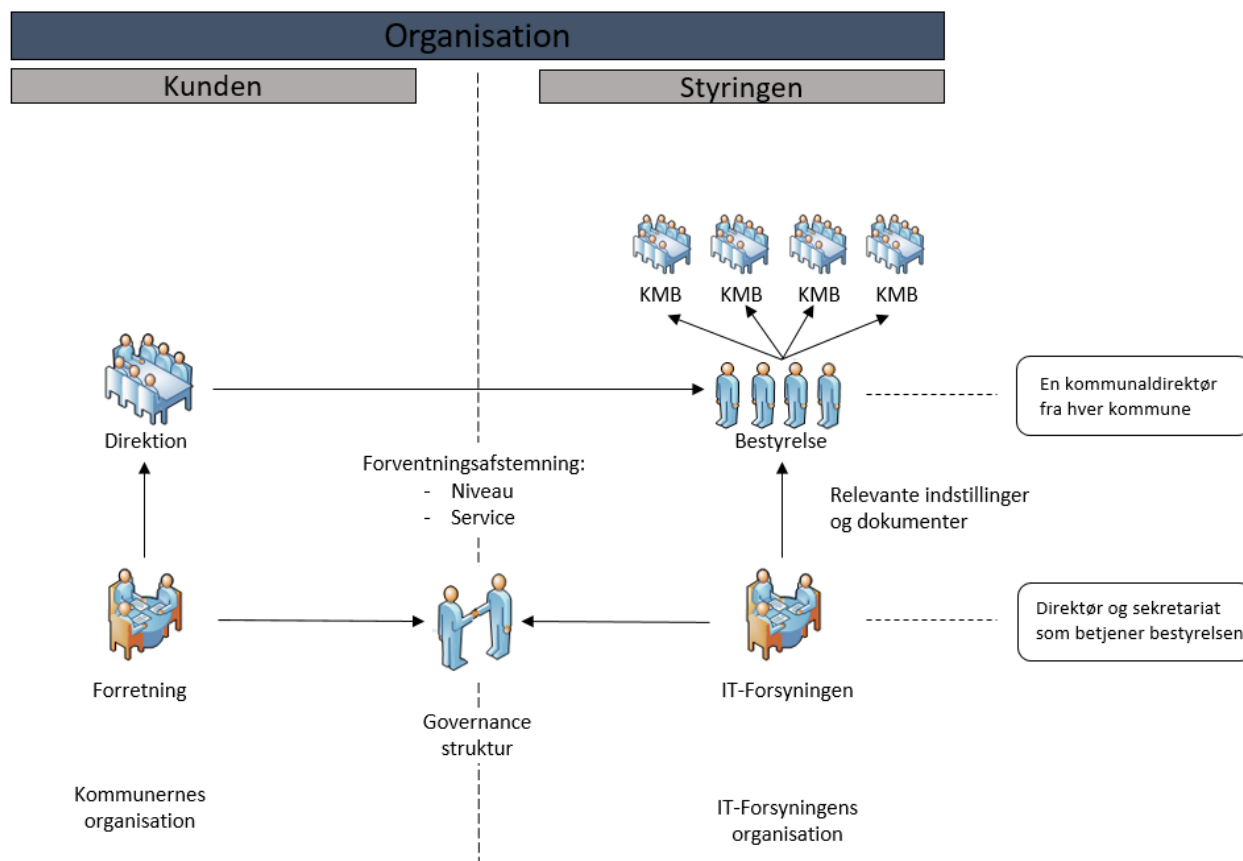 Organisation
Kunden
Styringen
KMB
KMB
KMB
KMB
Direktion
Bestyrelse
En kommunaldirektør
fra hver kommune
Forventningsafstemning:
- Niveau
- Service
Relevante indstillinger
og dokumenter
Direktør og sekretariat
som betjener bestyrelsen
Forretning
IT-Forsyningen
Governance
struktur
Kommunernes
organisation
IT-Forsyningens
organisation